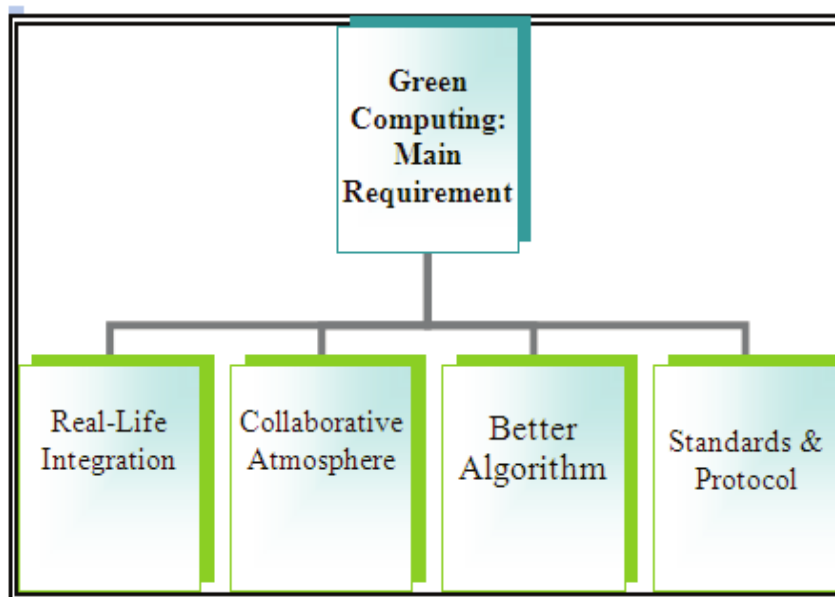 Green
Computing:
Main
Requirement
Real-Life
Integration
Collaborative
Atmosphere
Better
Algorithm
Standards &
Protocol